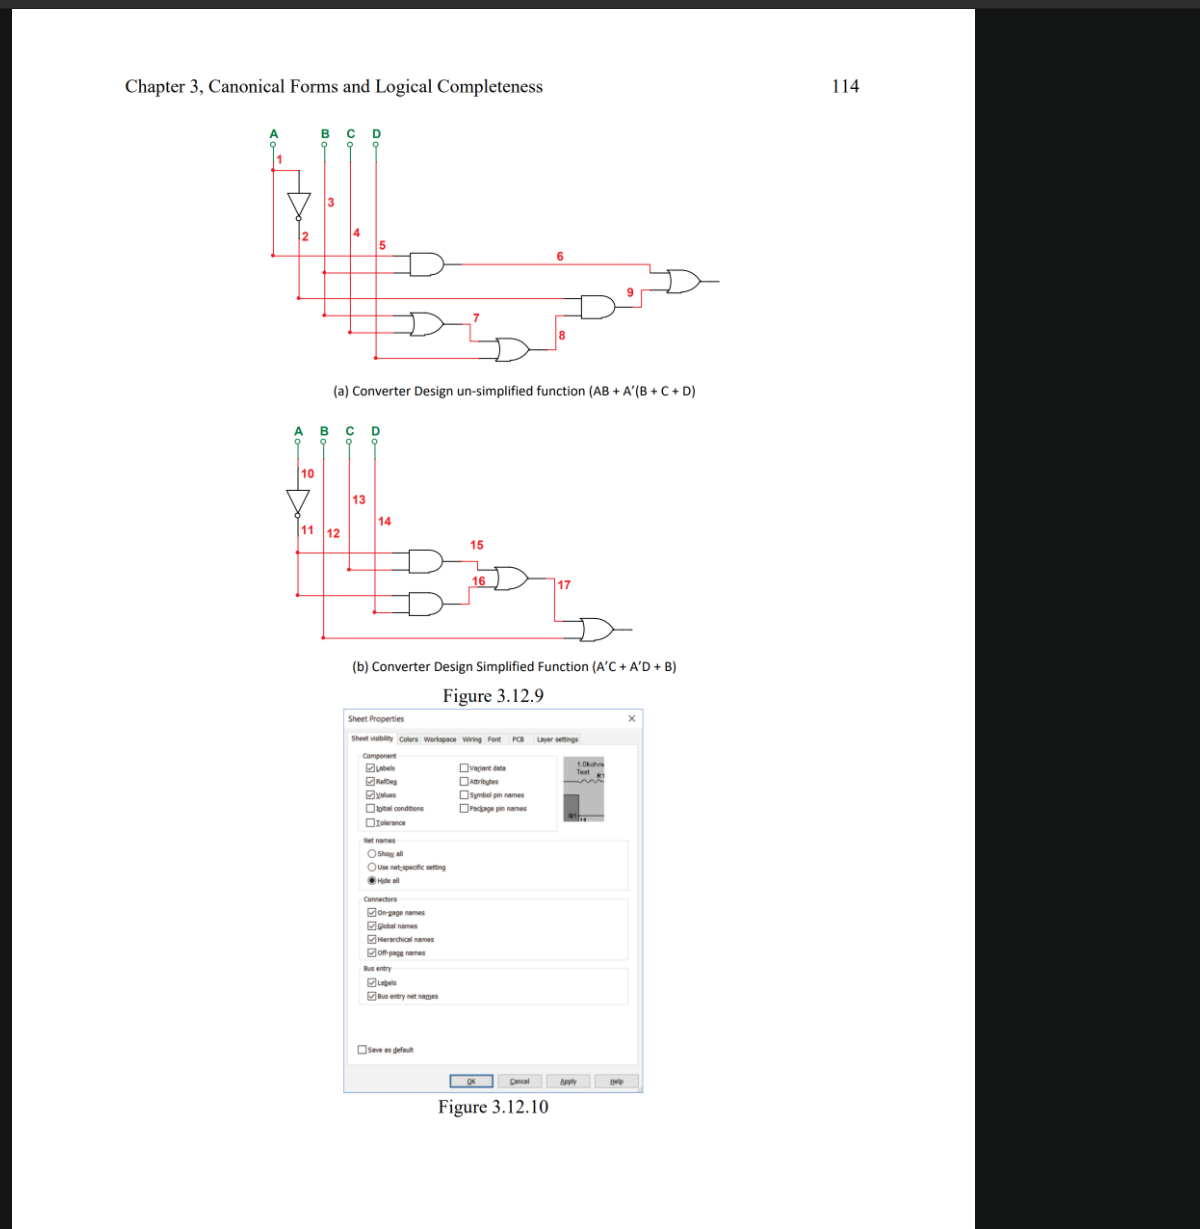 Chapter 3, Canonical Forms and Logical Completeness 114
A B C D
1
3
2
4
5
6
9
7
8
(a) Converter Design un-simplified function (AB + A’(B + C + D)
A B C D
10
13
14
11 12
15
16
17
(b) Converter Design Simplified Function (A’C + A’D + B)
Figure 3.12.9
Sheet Properties
Sheet visibility Colors Workspace Wiring Font PCB Layer settings
Component
Labels Variant data
RefDes Attributes
Values Symbol pin names
Initial conditions Package pin names
Tolerance
1.0kohm
Test R1
Net names
Show all
Use net-specific setting
Hide all
Connectors
On-page names
Global names
Hierarchical names
Off-page names
Bus entry
Labels
Bus entry net names
Save as default
OK Cancel Apply Help
Figure 3.12.10